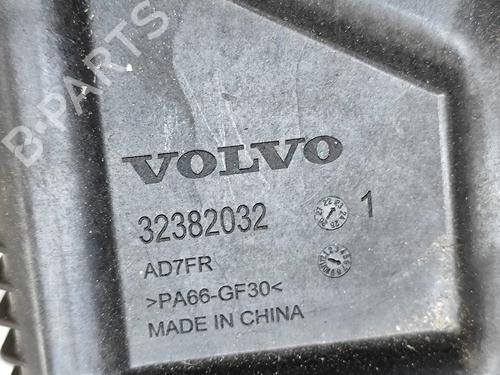 B-PARTS
VOLVO
32382032 1
AD7FR
>PA66-GF30<
MADE IN CHINA